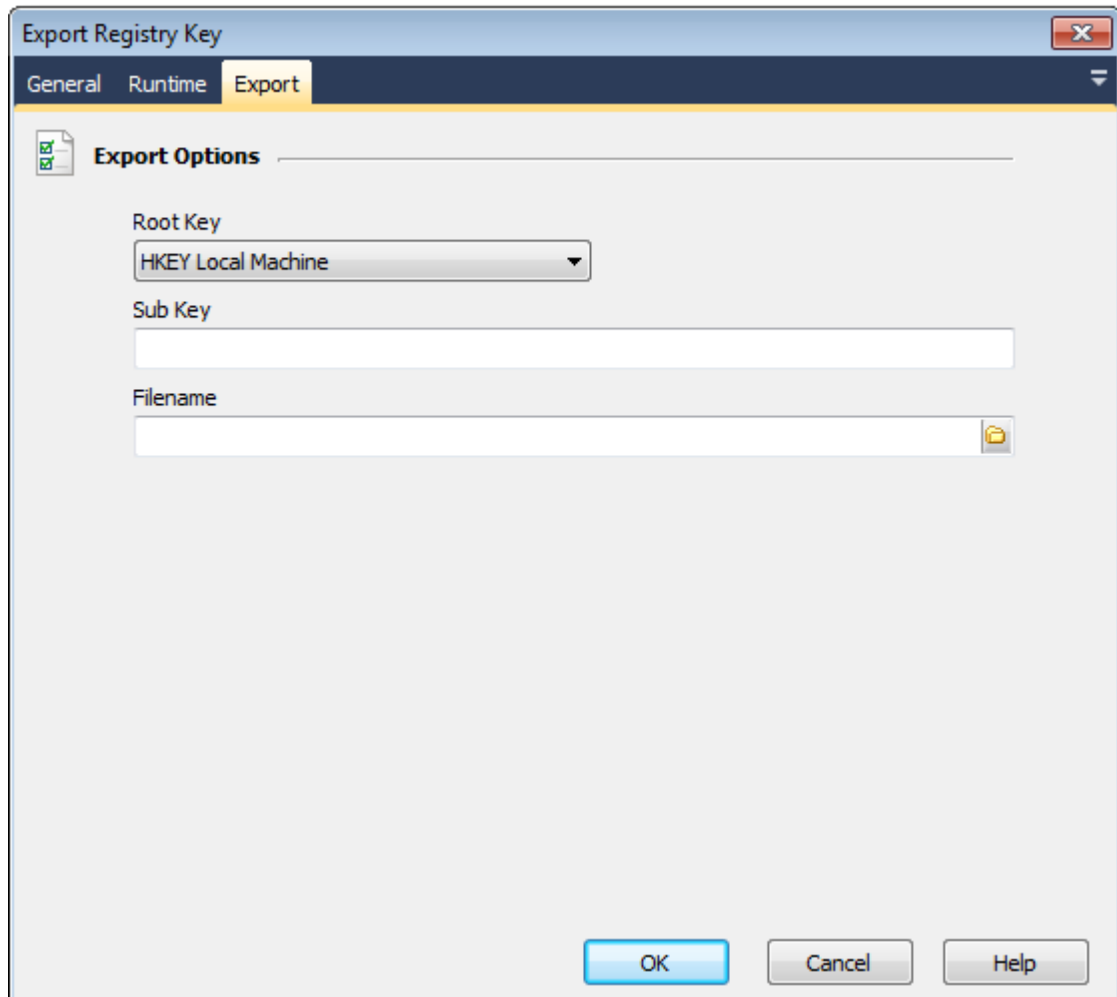 Export Registry Key
General Runtime Export
Export Options
Root Key
HKEY Local Machine
Sub Key
Filename
OK Cancel Help